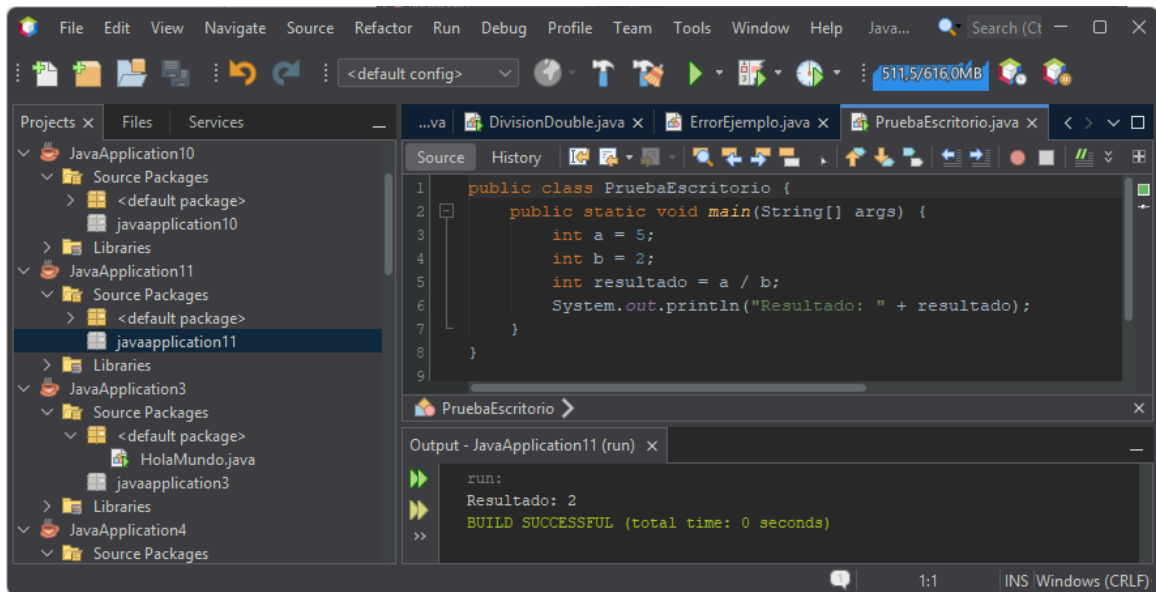 File Edit View Navigate Source Refactor Run Debug Profile Team Tools Window Help Java... Search (Ct
<default config> 511,5/616,0MB
Projects Files Services
JavaApplication10
Source Packages
<default package>
javaapplication10
Libraries
JavaApplication11
Source Packages
<default package>
javaapplication11
Libraries
JavaApplication3
Source Packages
<default package>
HolaMundo.java
javaapplication3
Libraries
JavaApplication4
Source Packages
...va DivisionDouble.java ErrorEjemplo.java PruebaEscritorio.java
Source History
1 public class PruebaEscritorio {
2 public static void main(String[] args) {
3 int a = 5;
4 int b = 2;
5 int resultado = a / b;
6 System.out.println("Resultado: " + resultado);
7 }
8 }
9
PruebaEscritorio
Output - JavaApplication11 (run)
run:
Resultado: 2
BUILD SUCCESSFUL (total time: 0 seconds)
1 1:1 INS Windows (CRLF)